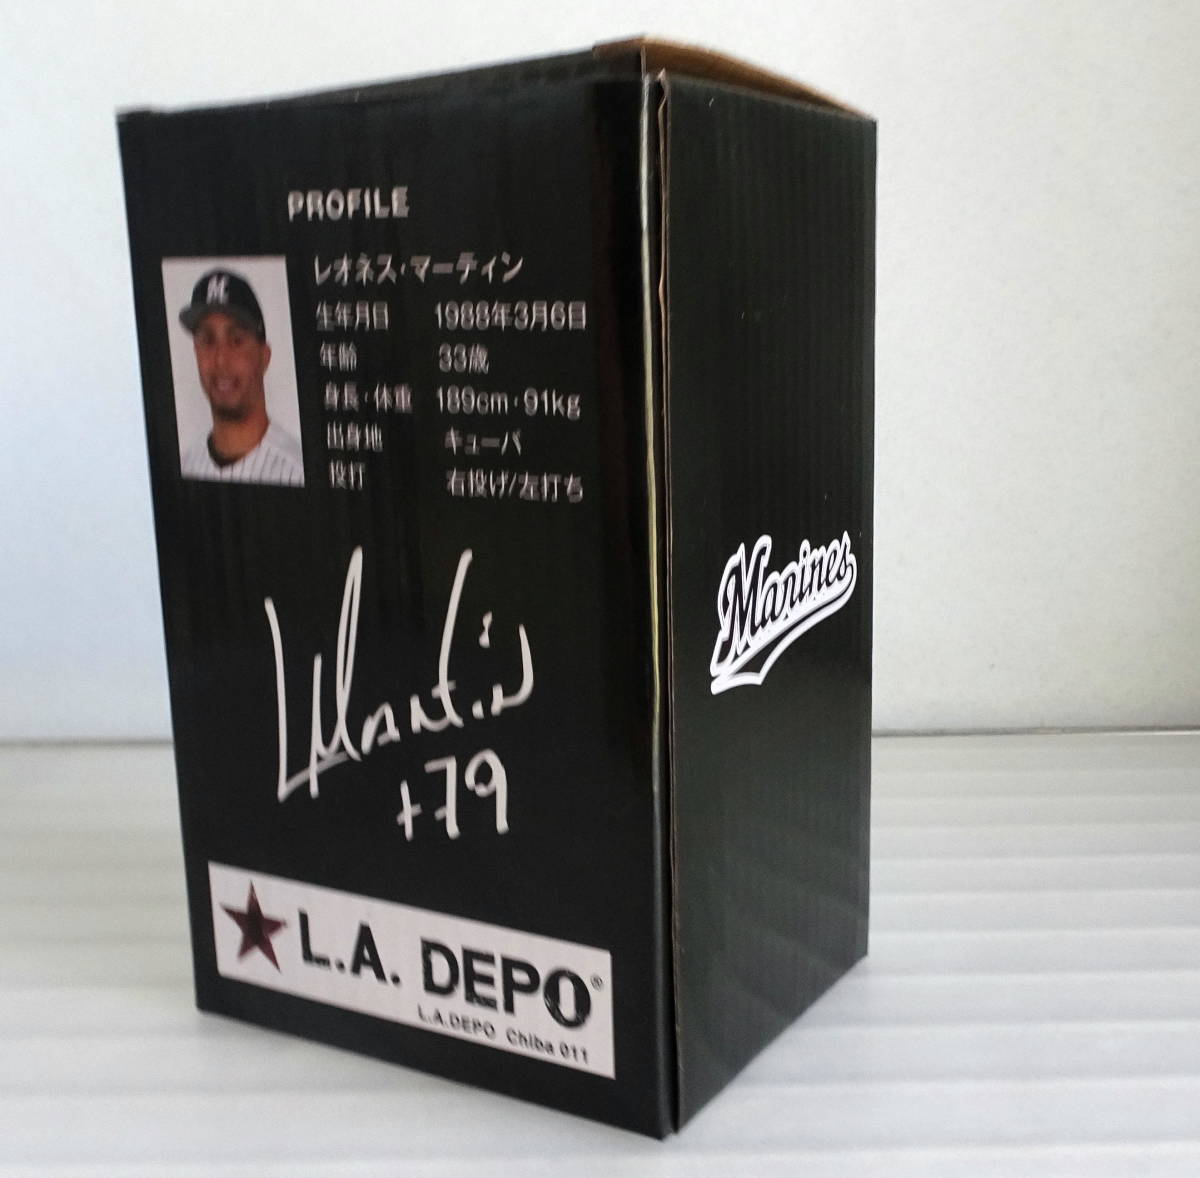 PROFILE
レオネス・マーティン
生年月日 1988年3月6日
年齢 33歳
身長・体重 189cm・91kg
出身地 キューバ
投打 右投げ/左打ち
M
LMartin
+79
★ L.A. DEPO®
L.A.DEPO Chiba 011
Marines